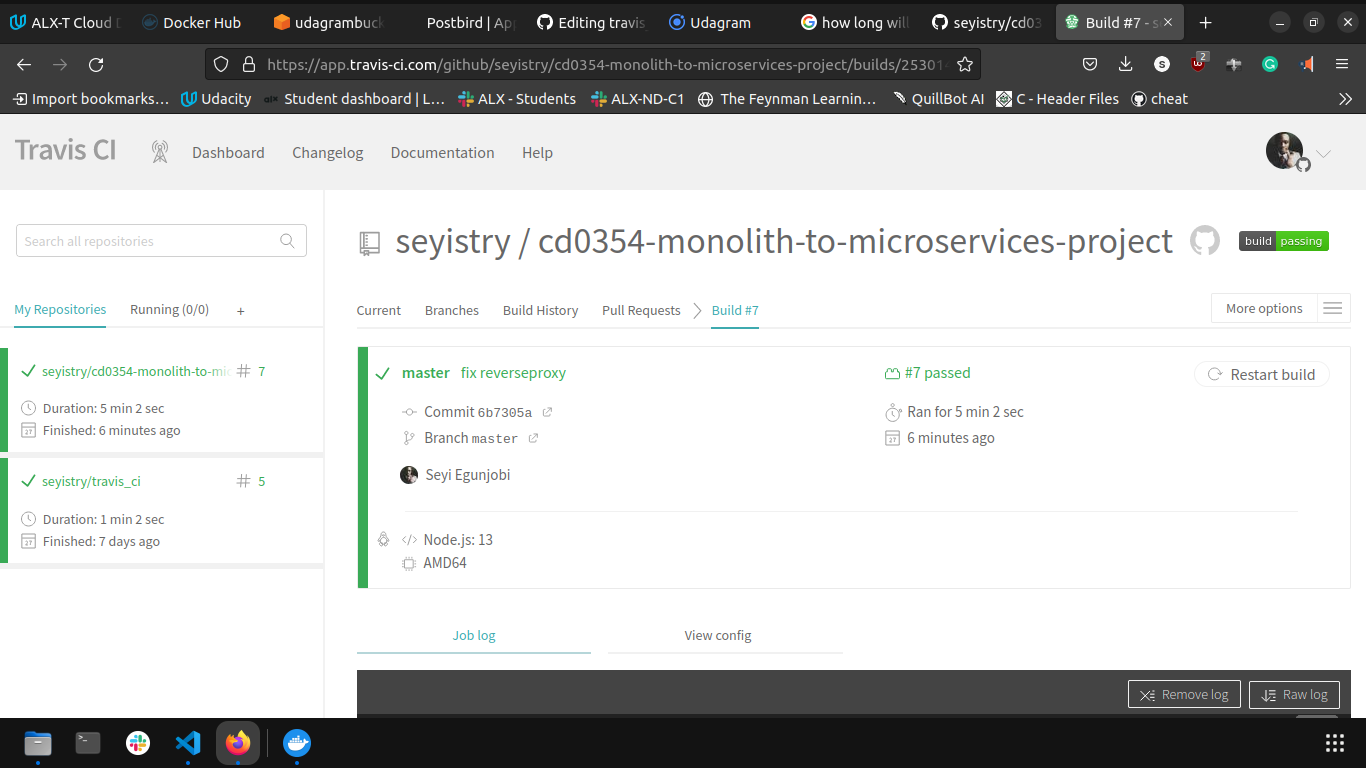 ALX-T Cloud D
Docker Hub
udagrambuck
Postbird | App
Editing travis
Udagram
how long will
seyistry/cd03
Build #7 - s
https://app.travis-ci.com/github/seyistry/cd0354-monolith-to-microservices-project/builds/25301
S
2
Import bookmarks…
Udacity
Student dashboard | L…
ALX - Students
ALX-ND-C1
The Feynman Learnin…
QuillBot AI
C - Header Files
cheat
Travis CI
Dashboard
Changelog
Documentation
Help
Search all repositories
seyistry / cd0354-monolith-to-microservices-project
build passing
My Repositories
Running (0/0)
+
Current
Branches
Build History
Pull Requests
Build #7
More options
seyistry/cd0354-monolith-to-mic
# 7
Duration: 5 min 2 sec
Finished: 6 minutes ago
seyistry/travis_ci
# 5
Duration: 1 min 2 sec
Finished: 7 days ago
master fix reverseproxy
#7 passed
Restart build
Commit 6b7305a
Ran for 5 min 2 sec
Branch master
6 minutes ago
Seyi Egunjobi
Node.js: 13
AMD64
Job log
View config
Remove log
Raw log